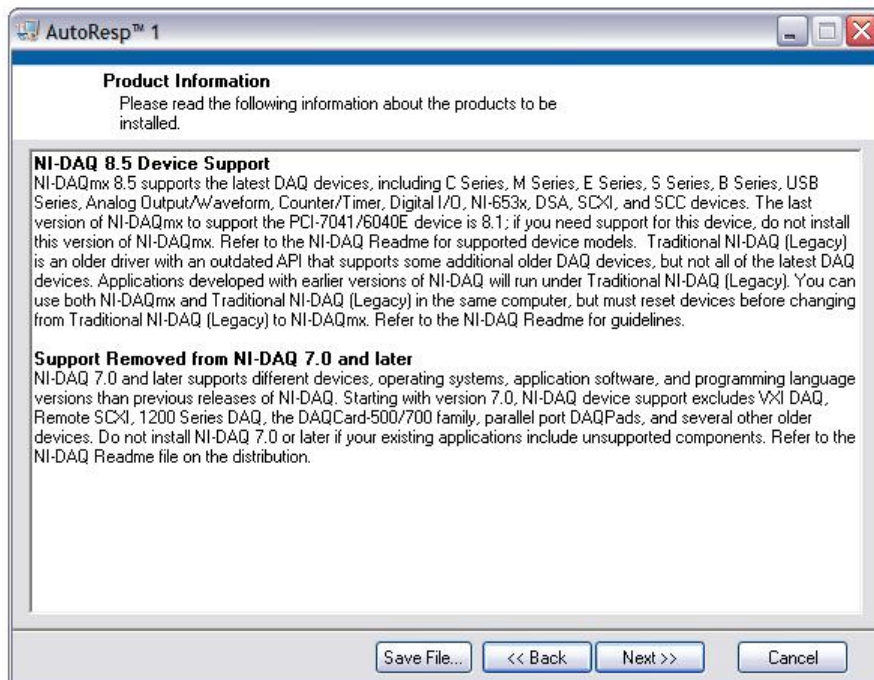 AutoResp™ 1
Product Information
Please read the following information about the products to be
installed.
NI-DAQ 8.5 Device Support
NI-DAQmx 8.5 supports the latest DAQ devices, including C Series, M Series, E Series, S Series, B Series, USB
Series, Analog Output/Waveform, Counter/Timer, Digital I/O, NI-653x, DSA, SCXI, and SCC devices. The last
version of NI-DAQmx to support the PCI-7041/6040E device is 8.1; if you need support for this device, do not install
this version of NI-DAQmx. Refer to the NI-DAQ Readme for supported device models. Traditional NI-DAQ (Legacy)
is an older driver with an outdated API that supports some additional older DAQ devices, but not all of the latest DAQ
devices. Applications developed with earlier versions of NI-DAQ will run under Traditional NI-DAQ (Legacy). You can
use both NI-DAQmx and Traditional NI-DAQ (Legacy) in the same computer, but must reset devices before changing
from Traditional NI-DAQ (Legacy) to NI-DAQmx. Refer to the NI-DAQ Readme for guidelines.
Support Removed from NI-DAQ 7.0 and later
NI-DAQ 7.0 and later supports different devices, operating systems, application software, and programming language
versions than previous releases of NI-DAQ. Starting with version 7.0, NI-DAQ device support excludes VXI DAQ,
Remote SCXI, 1200 Series DAQ, the DAQCard-500/700 family, parallel port DAQPads, and several other older
devices. Do not install NI-DAQ 7.0 or later if your existing applications include unsupported components. Refer to the
NI-DAQ Readme file on the distribution.
Save File... << Back Next >> Cancel